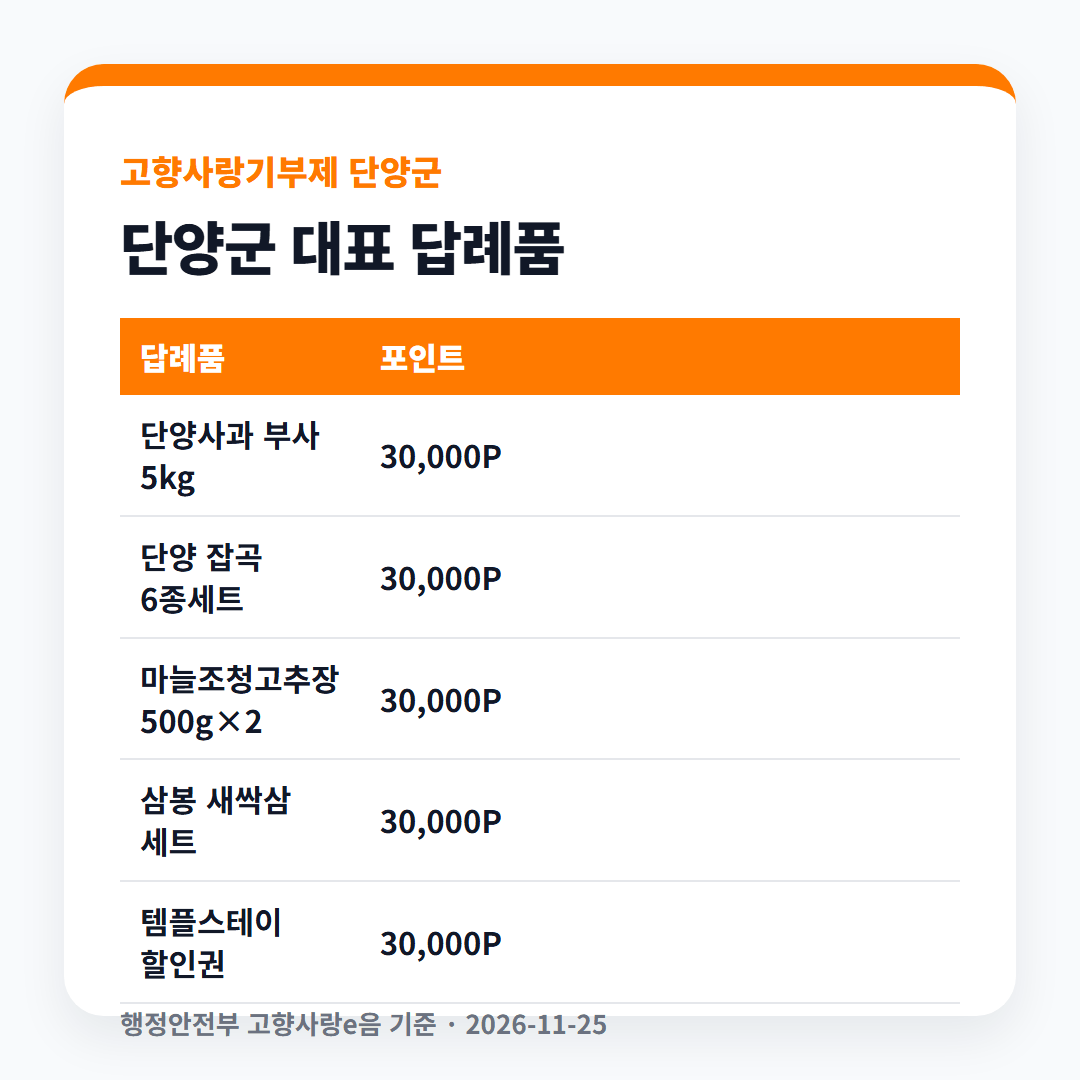 고향사랑기부제 단양군
단양군 대표 답례품
답례품 포인트
단양사과 부사
5kg
30,000P
단양 잡곡
6종세트
30,000P
마늘조청고추장
500g×2
30,000P
삼봉 새싹삼
세트
30,000P
템플스테이
할인권
30,000P
행정안전부 고향사랑e음 기준 · 2026-11-25